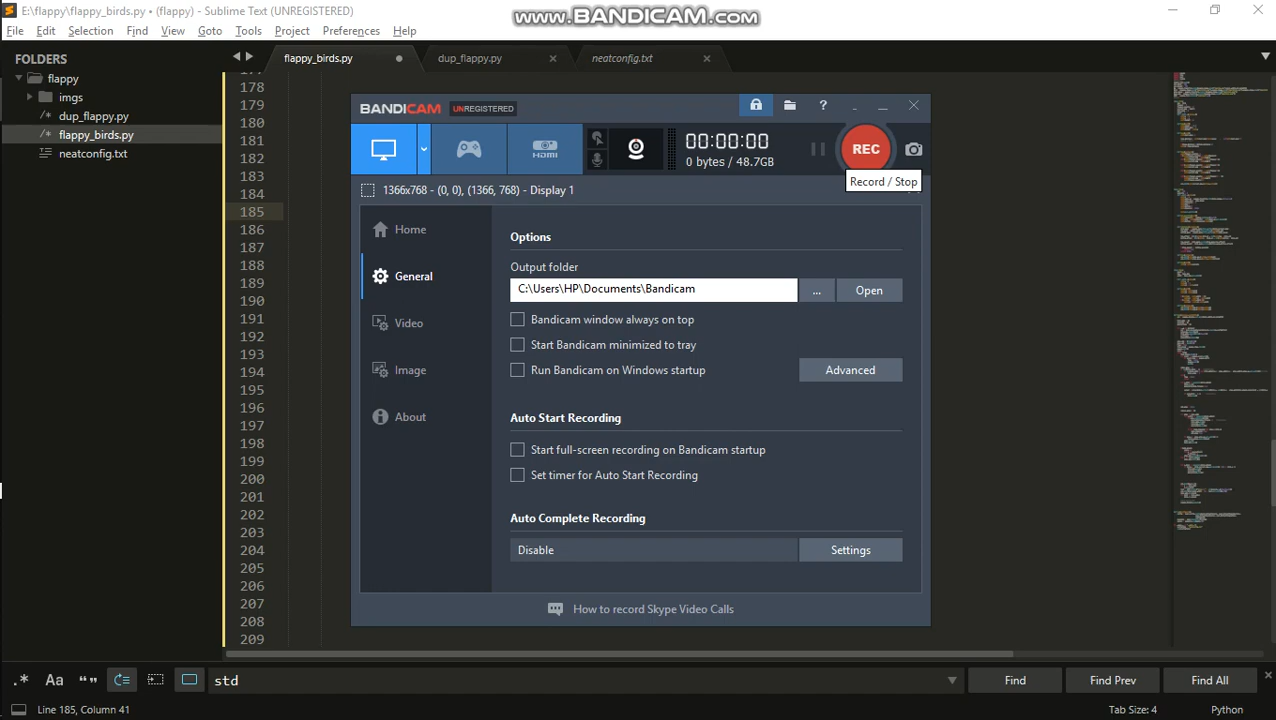 E:\flappy\flappy_birds.py • (flappy) - Sublime Text (UNREGISTERED)
www.BANDICAM.com
File Edit Selection Find View Goto Tools Project Preferences Help
FOLDERS
flappy
imgs
dup_flappy.py
flappy_birds.py
neatconfig.txt
flappy_birds.py
dup_flappy.py
neatconfig.txt
178
179
180
181
182
183
184
185
186
187
188
189
190
191
192
193
194
195
196
197
198
199
200
201
202
203
204
205
206
207
208
209
BANDICAM UNREGISTERED
?
HDMI
00:00:00
0 bytes / 48.7GB
REC
Record / Stop
1366x768 - (0, 0), (1366, 768) - Display 1
Home
General
Video
Image
About
Options
Output folder
C:\Users\HP\Documents\Bandicam
...
Open
Bandicam window always on top
Start Bandicam minimized to tray
Run Bandicam on Windows startup
Advanced
Auto Start Recording
Start full-screen recording on Bandicam startup
Set timer for Auto Start Recording
Auto Complete Recording
Disable
Settings
How to record Skype Video Calls
.* Aa “”
std
Find
Find Prev
Find All
Line 185, Column 41
Tab Size: 4
Python